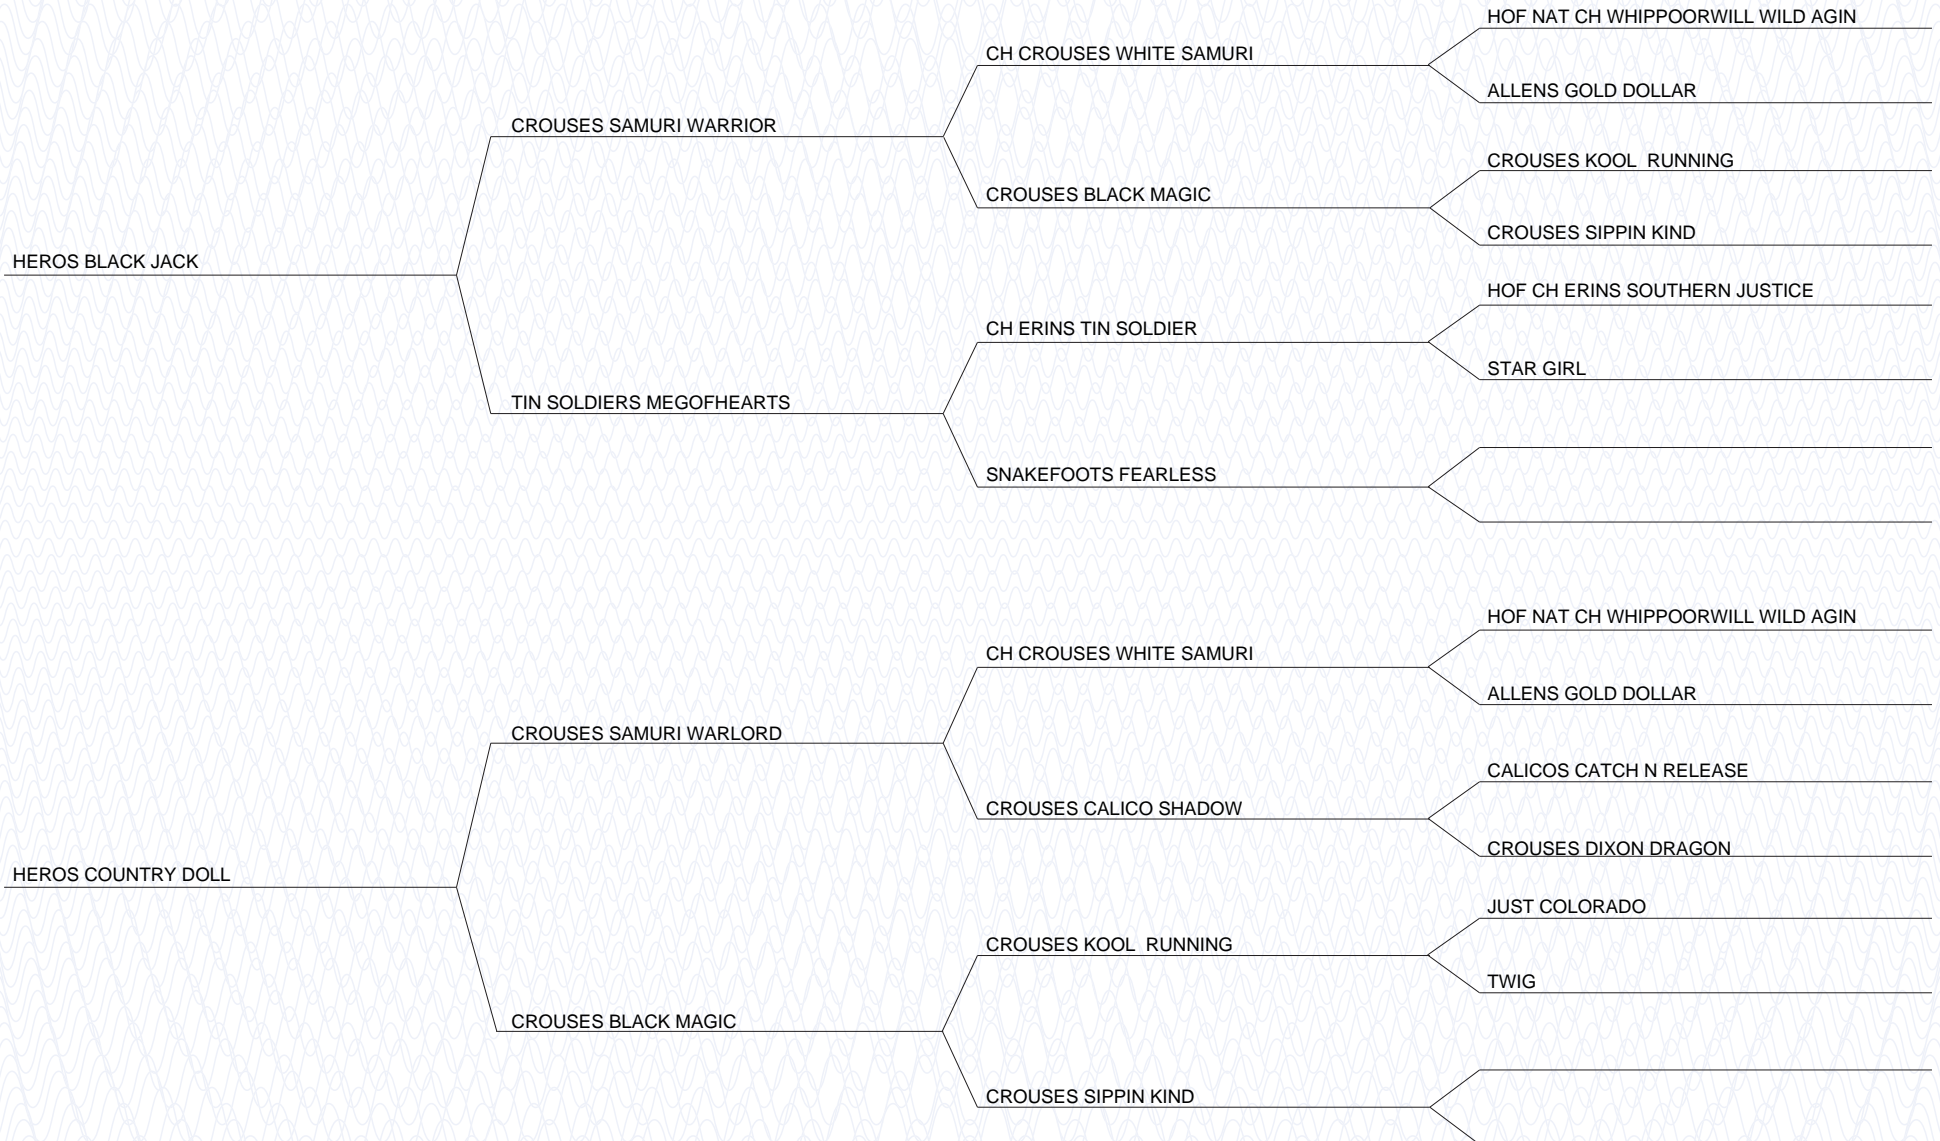 HOF NAT CH WHIPPOORWILL WILD AGIN
CH CROUSES WHITE SAMURI
ALLENS GOLD DOLLAR
CROUSES SAMURI WARRIOR
CROUSES KOOL  RUNNING
CROUSES BLACK MAGIC
CROUSES SIPPIN KIND
HEROS BLACK JACK
HOF CH ERINS SOUTHERN JUSTICE
CH ERINS TIN SOLDIER
STAR GIRL
TIN SOLDIERS MEGOFHEARTS
SNAKEFOOTS FEARLESS
HOF NAT CH WHIPPOORWILL WILD AGIN
CH CROUSES WHITE SAMURI
ALLENS GOLD DOLLAR
CROUSES SAMURI WARLORD
CALICOS CATCH N RELEASE
CROUSES CALICO SHADOW
CROUSES DIXON DRAGON
HEROS COUNTRY DOLL
JUST COLORADO
CROUSES KOOL  RUNNING
TWIG
CROUSES BLACK MAGIC
CROUSES SIPPIN KIND